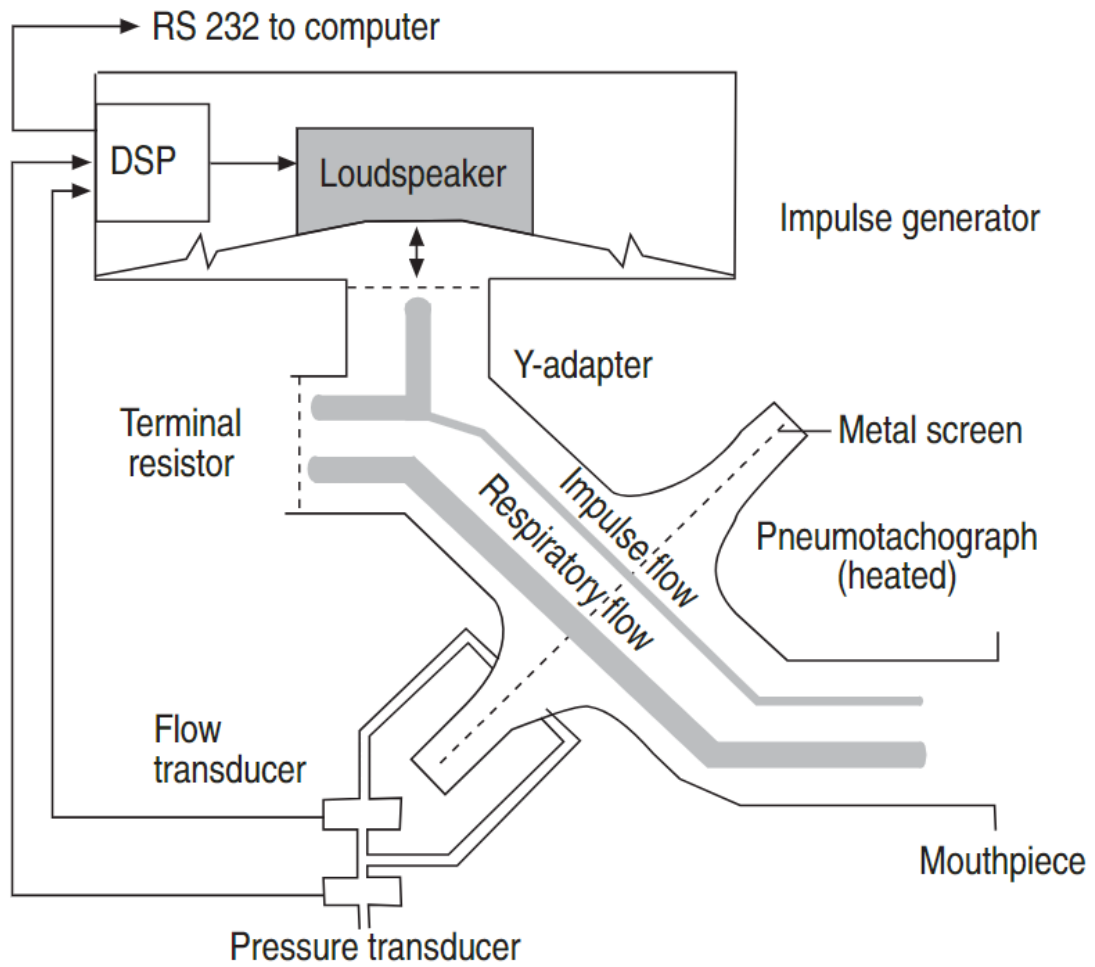 RS 232 to computer
DSP
Loudspeaker
Impulse generator
Y-adapter
Terminal
resistor
Metal screen
Impulse flow
Respiratory flow
Pneumotachograph
(heated)
Flow
transducer
Mouthpiece
Pressure transducer